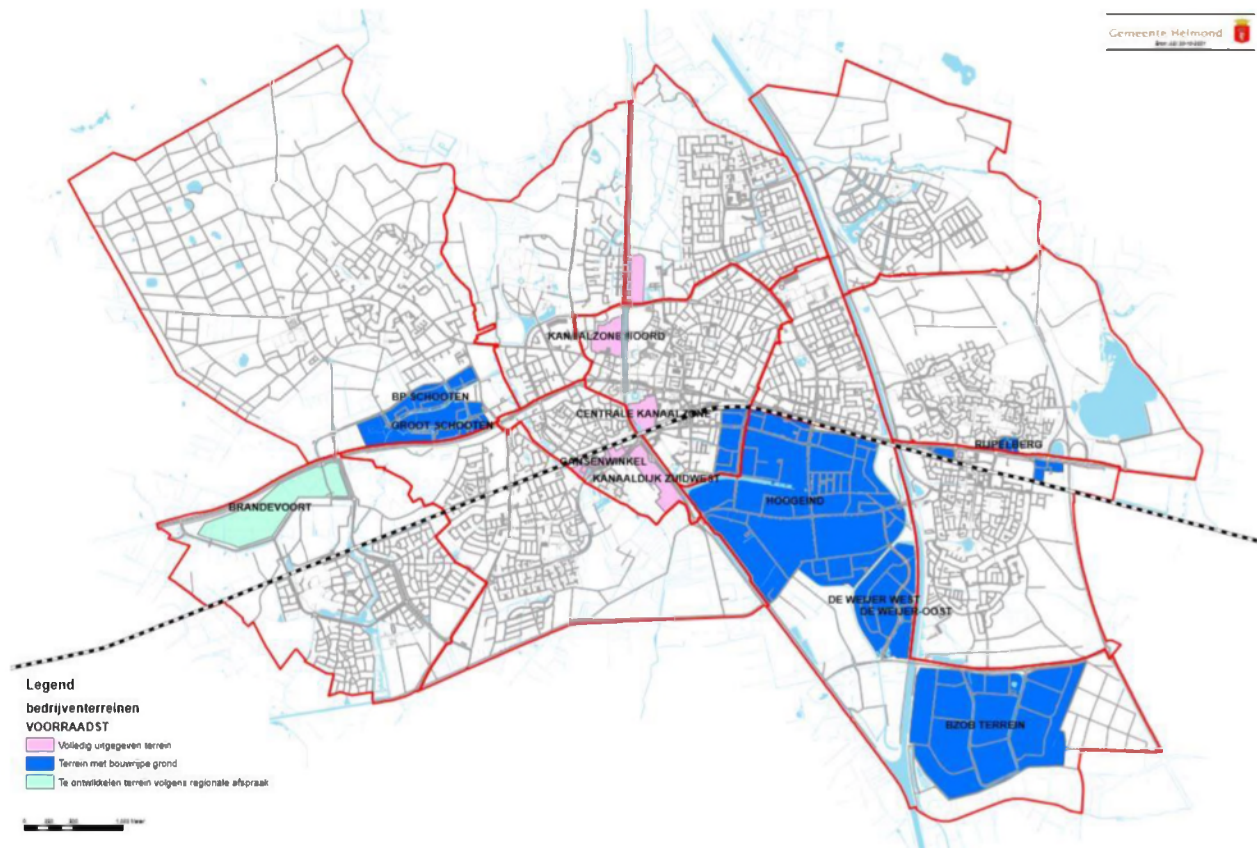 Gemeente Helmond
KANAALZONE NOORD
BP SCHOOTEN
GROOT SCHOOTEN
CENTRALE KANAALZONE
RIJPELBERG
GANSENWINKEL
KANAALDIJK ZUIDWEST
HOOGEIND
BRANDEVOORT
DE WEIJER WEST
DE WEIJER-OOST
BZOB TERREIN
Legend
bedrijventerreinen
VOORRAADST
Volledig uitgegeven terrein
Terrein met bouwrijpe grond
Te ontwikkelen terrein volgens regionale afspraak